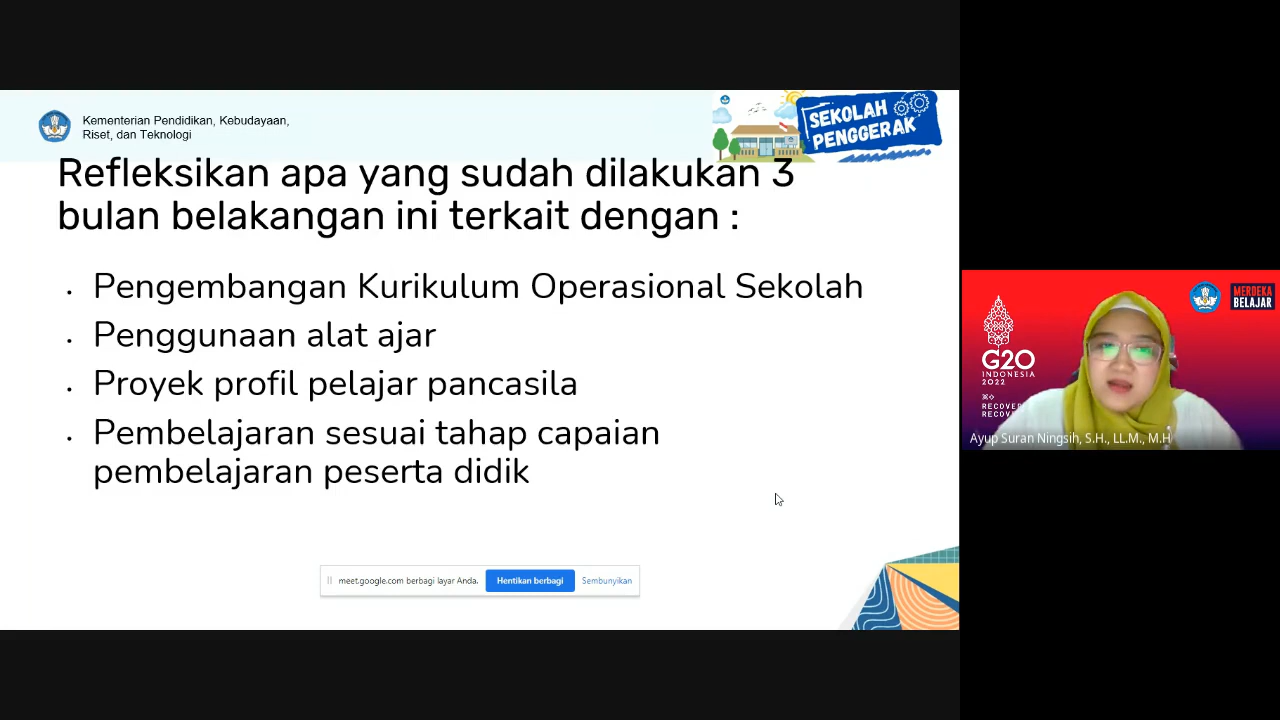 Kementerian Pendidikan, Kebudayaan,
Riset, dan Teknologi
SEKOLAH
PENGGERAK
Refleksikan apa yang sudah dilakukan 3
bulan belakangan ini terkait dengan :
• Pengembangan Kurikulum Operasional Sekolah
• Penggunaan alat ajar
• Proyek profil pelajar pancasila
• Pembelajaran sesuai tahap capaian
pembelajaran peserta didik
meet.google.com berbagi layar Anda.
Hentikan berbagi
Sembunyikan
MERDEKA
BELAJAR
G20
INDONESIA
2022
RECOVE
RECO
Ayup Suran Ningsih, S.H., LL.M., M.H